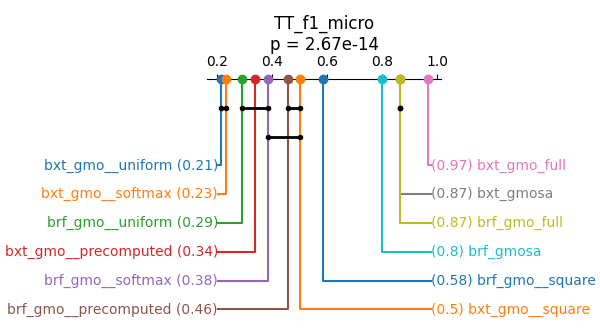 TT_f1_micro
p = 2.67e-14
0.2 0.4 0.6 0.8 1.0
bxt_gmo__uniform (0.21) (0.97) bxt_gmo_full
bxt_gmo__softmax (0.23) (0.87) bxt_gmosa
brf_gmo__uniform (0.29) (0.87) brf_gmo_full
bxt_gmo__precomputed (0.34) (0.8) brf_gmosa
brf_gmo__softmax (0.38) (0.58) brf_gmo__square
brf_gmo__precomputed (0.46) (0.5) bxt_gmo__square